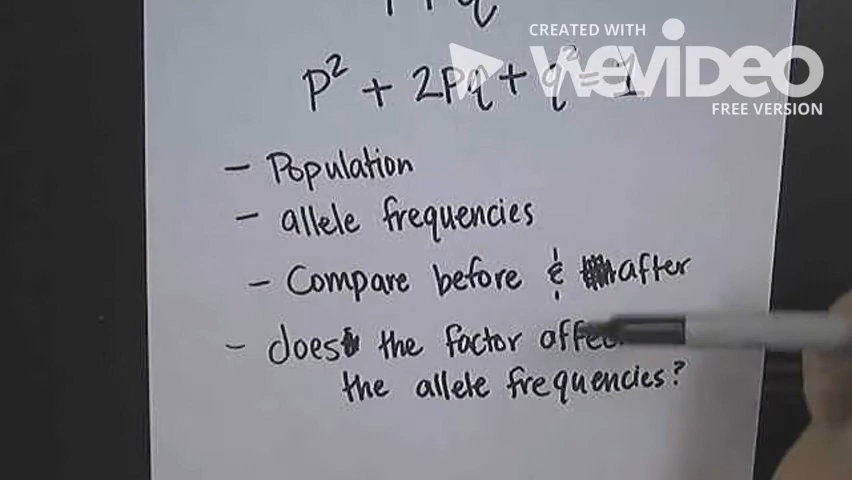 CREATED WITH
WeVideo
FREE VERSION
p² + 2pq + q² = 1
- Population
- allele frequencies
- Compare before & after
- does the factor
the allele frequencies?